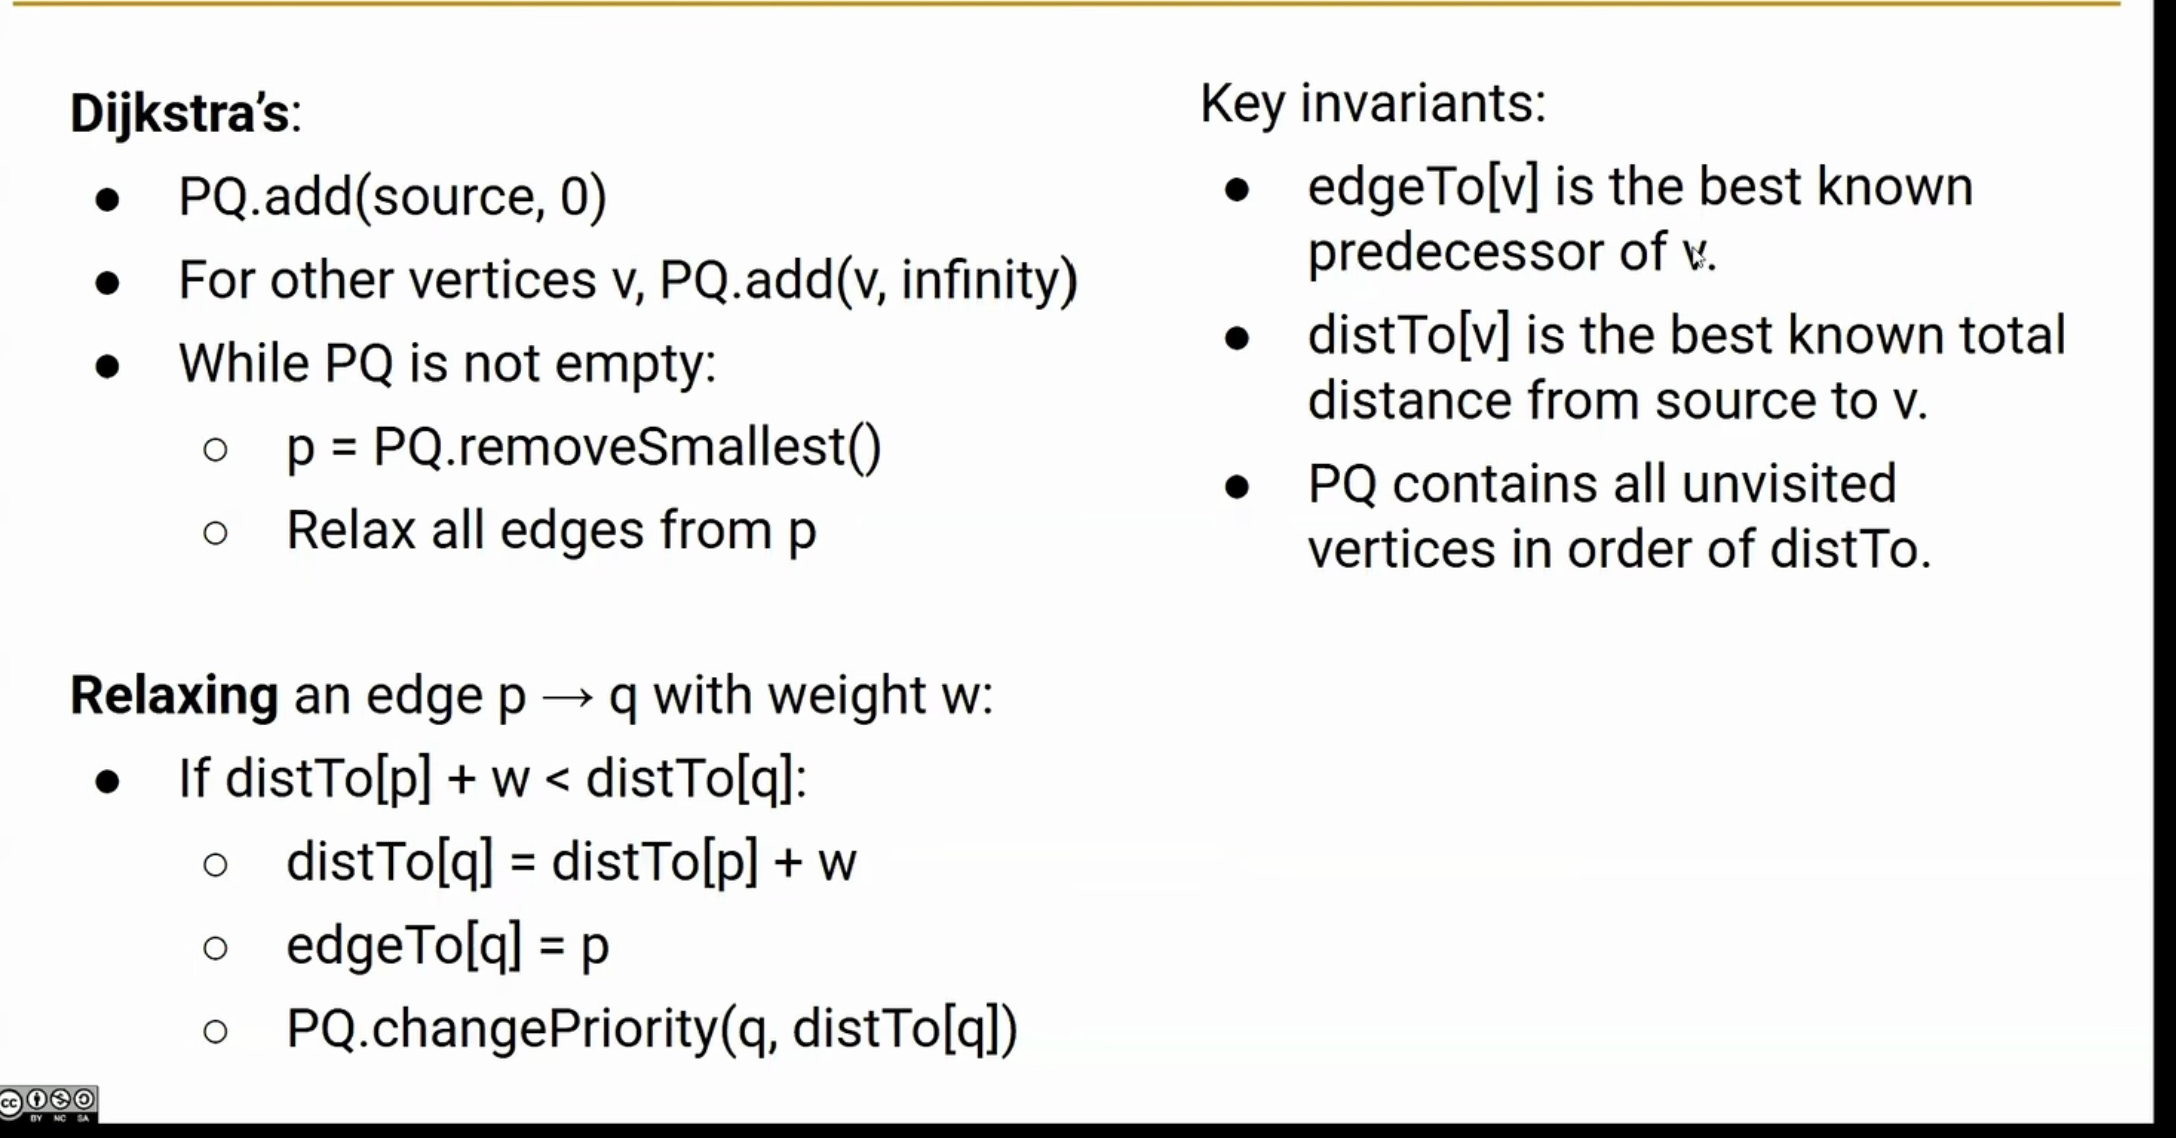 Dijkstra's:
● PQ.add(source, 0)
● For other vertices v, PQ.add(v, infinity)
● While PQ is not empty:
○ p = PQ.removeSmallest()
○ Relax all edges from p
Relaxing an edge p → q with weight w:
● If distTo[p] + w < distTo[q]:
○ distTo[q] = distTo[p] + w
○ edgeTo[q] = p
○ PQ.changePriority(q, distTo[q])
Key invariants:
● edgeTo[v] is the best known
predecessor of v.
● distTo[v] is the best known total
distance from source to v.
● PQ contains all unvisited
vertices in order of distTo.
cc
BY NC SA